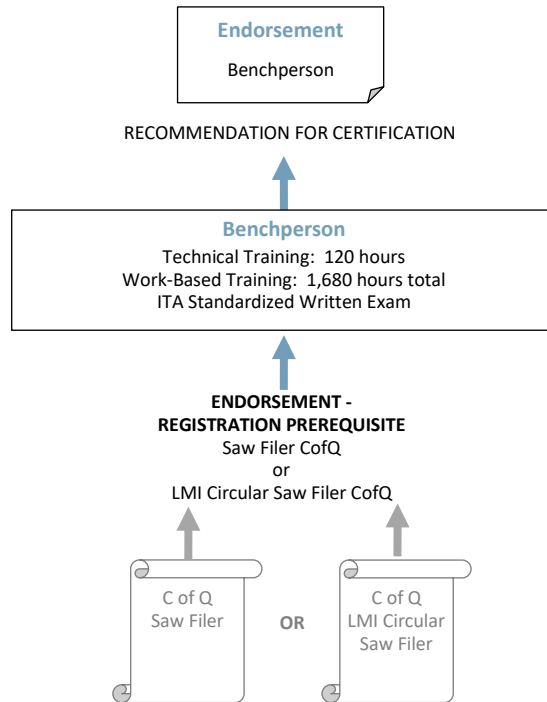 Endorsement
Benchperson
RECOMMENDATION FOR CERTIFICATION
Benchperson
Technical Training: 120 hours
Work-Based Training: 1,680 hours total
ITA Standardized Written Exam
ENDORSEMENT -
REGISTRATION PREREQUISITE
Saw Filer CofQ
or
LMI Circular Saw Filer CofQ
C of Q
Saw Filer
OR
C of Q
LMI Circular
Saw Filer